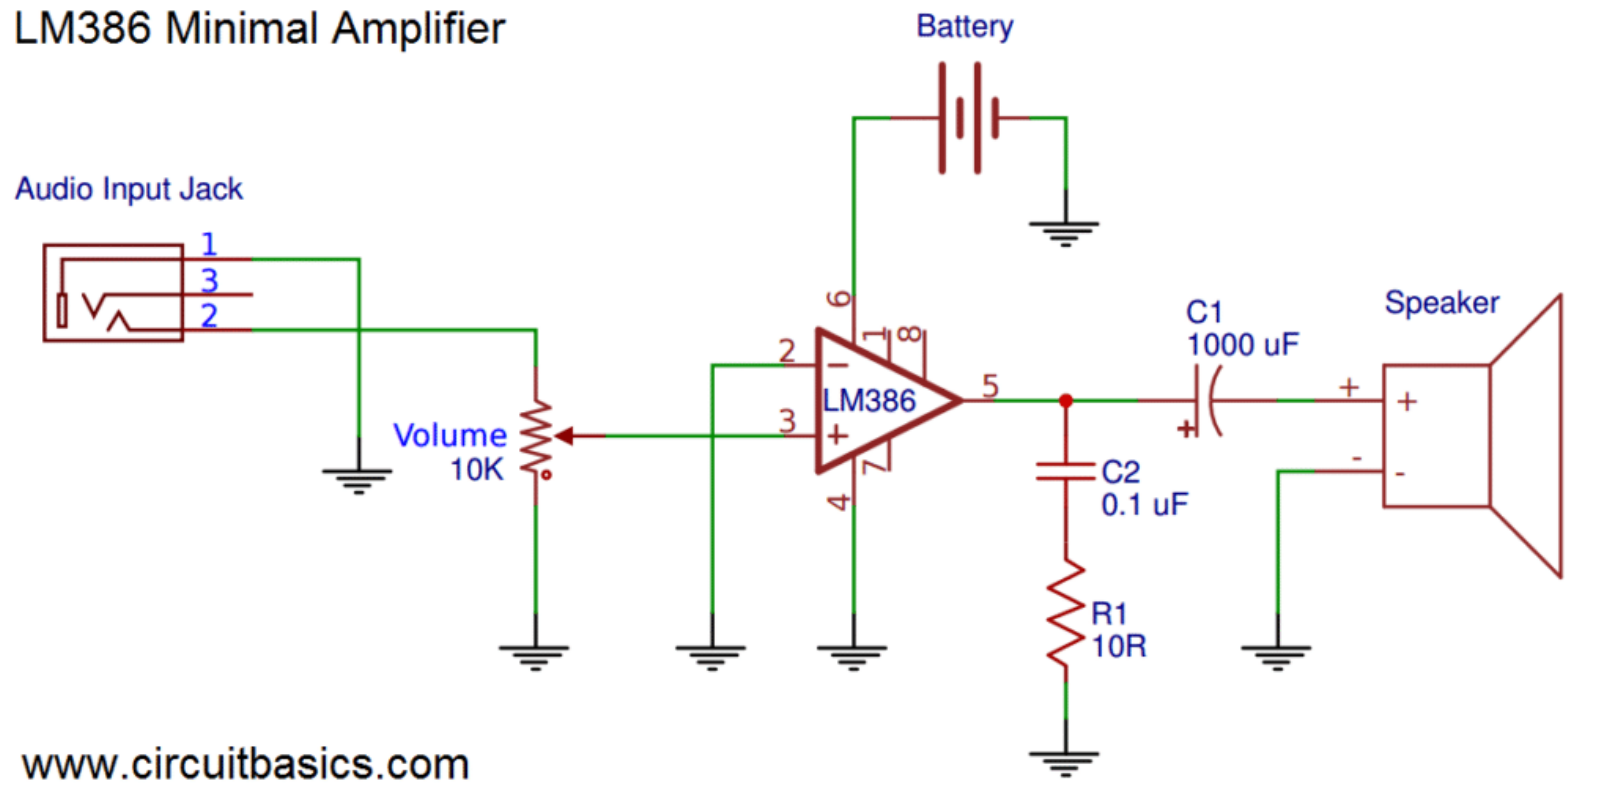 LM386 Minimal Amplifier
Battery
Audio Input Jack
1
3
2
6
1
8
Speaker
C1
1000 uF
2
−
LM386
5
+
+
+
3
+
7
4
Volume
10K
-
-
C2
0.1 uF
R1
10R
www.circuitbasics.com